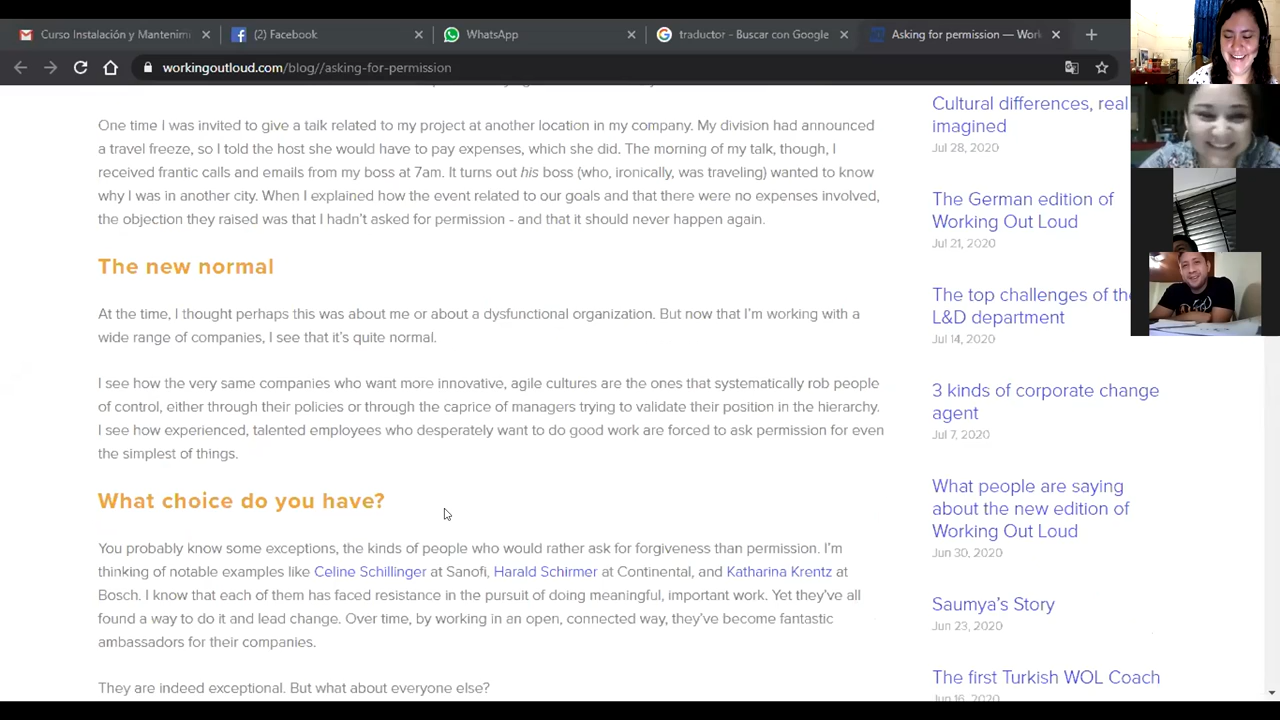 Curso Instalación y Mantenim
(2) Facebook
WhatsApp
traductor - Buscar con Google
Asking for permission — Work
workingoutloud.com/blog//asking-for-permission
One time I was invited to give a talk related to my project at another location in my company. My division had announced
a travel freeze, so I told the host she would have to pay expenses, which she did. The morning of my talk, though, I
received frantic calls and emails from my boss at 7am. It turns out his boss (who, ironically, was traveling) wanted to know
why I was in another city. When I explained how the event related to our goals and that there were no expenses involved,
the objection they raised was that I hadn't asked for permission - and that it should never happen again.
The new normal
At the time, I thought perhaps this was about me or about a dysfunctional organization. But now that I'm working with a
wide range of companies, I see that it's quite normal.
I see how the very same companies who want more innovative, agile cultures are the ones that systematically rob people
of control, either through their policies or through the caprice of managers trying to validate their position in the hierarchy.
I see how experienced, talented employees who desperately want to do good work are forced to ask permission for even
the simplest of things.
What choice do you have?
You probably know some exceptions, the kinds of people who would rather ask for forgiveness than permission. I'm
thinking of notable examples like Celine Schillinger at Sanofi, Harald Schirmer at Continental, and Katharina Krentz at
Bosch. I know that each of them has faced resistance in the pursuit of doing meaningful, important work. Yet they've all
found a way to do it and lead change. Over time, by working in an open, connected way, they've become fantastic
ambassadors for their companies.
They are indeed exceptional. But what about everyone else?
Cultural differences, real
imagined
Jul 28, 2020
The German edition of
Working Out Loud
Jul 21, 2020
The top challenges of the
L&D department
Jul 14, 2020
3 kinds of corporate change
agent
Jul 7, 2020
What people are saying
about the new edition of
Working Out Loud
Jun 30, 2020
Saumya's Story
Jun 23, 2020
The first Turkish WOL Coach
Jun 16, 2020